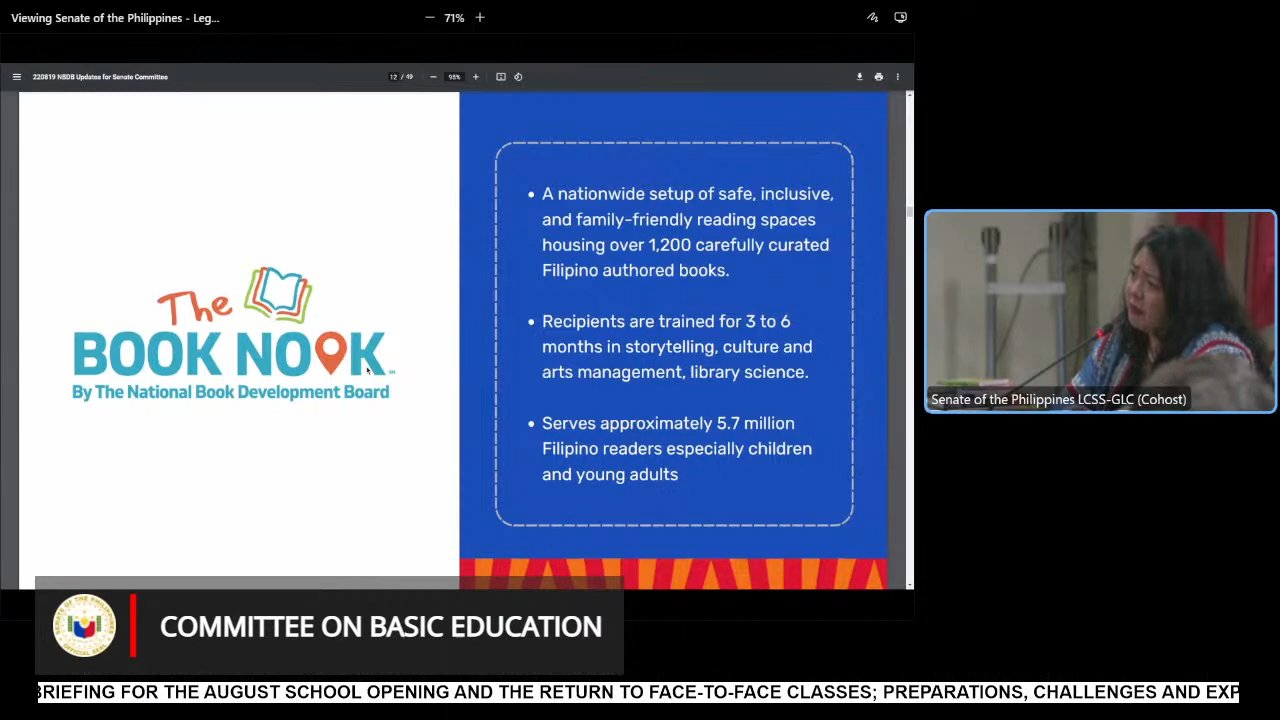 Viewing Senate of the Philippines - Leg...
71%
220819 NBDB Updates for Senate Committee
12 / 49
95%
The
BOOK NOOK
By The National Book Development Board
• A nationwide setup of safe, inclusive,
and family-friendly reading spaces
housing over 1,200 carefully curated
Filipino authored books.
• Recipients are trained for 3 to 6
months in storytelling, culture and
arts management, library science.
• Serves approximately 5.7 million
Filipino readers especially children
and young adults
Senate of the Philippines LCSS-GLC (Cohost)
COMMITTEE ON BASIC EDUCATION
BRIEFING FOR THE AUGUST SCHOOL OPENING AND THE RETURN TO FACE-TO-FACE CLASSES; PREPARATIONS, CHALLENGES AND EXP